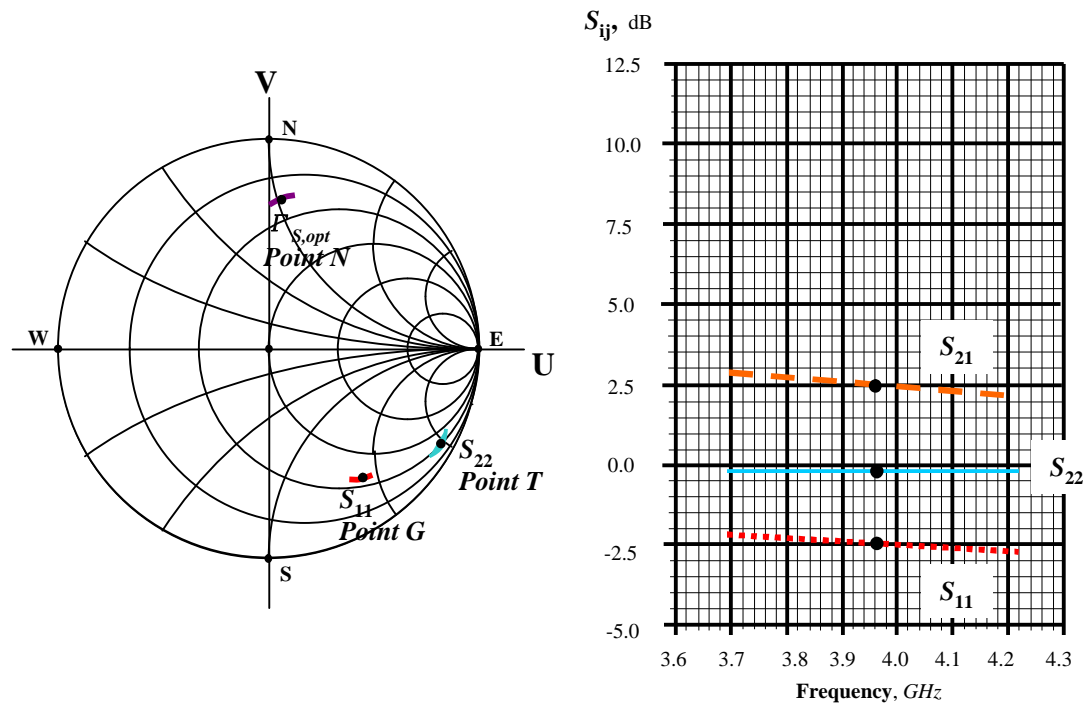 V
N
Γ S,opt
Point N
W
E
U
S22
Point T
S11
Point G
S
Sij, dB
12.5
10.0
7.5
5.0
2.5
0.0
-2.5
-5.0
S21
S22
S11
3.6 3.7 3.8 3.9 4.0 4.1 4.2 4.3
Frequency, GHz